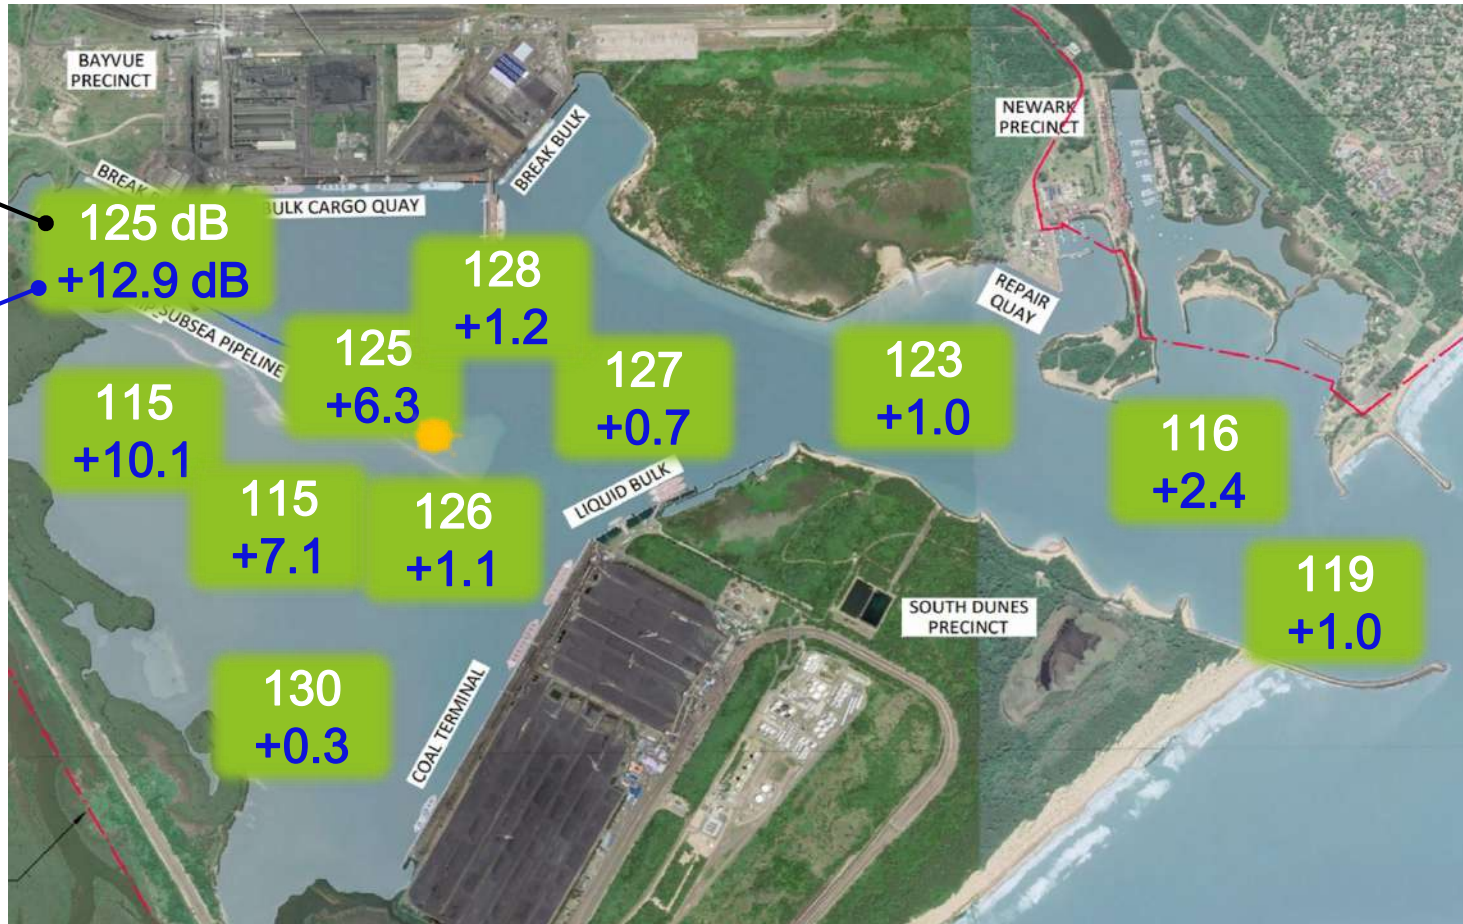 BAYVUE
PRECINCT
BREAK
BULK CARGO QUAY
BREAK BULK
NEWARK
PRECINCT
REPAIR
QUAY
125 dB
+12.9 dB
SUBSEA PIPELINE
128
+1.2
125
+6.3
127
+0.7
123
+1.0
115
+10.1
116
+2.4
115
+7.1
126
+1.1
LIQUID BULK
119
+1.0
SOUTH DUNES
PRECINCT
130
+0.3
COAL TERMINAL